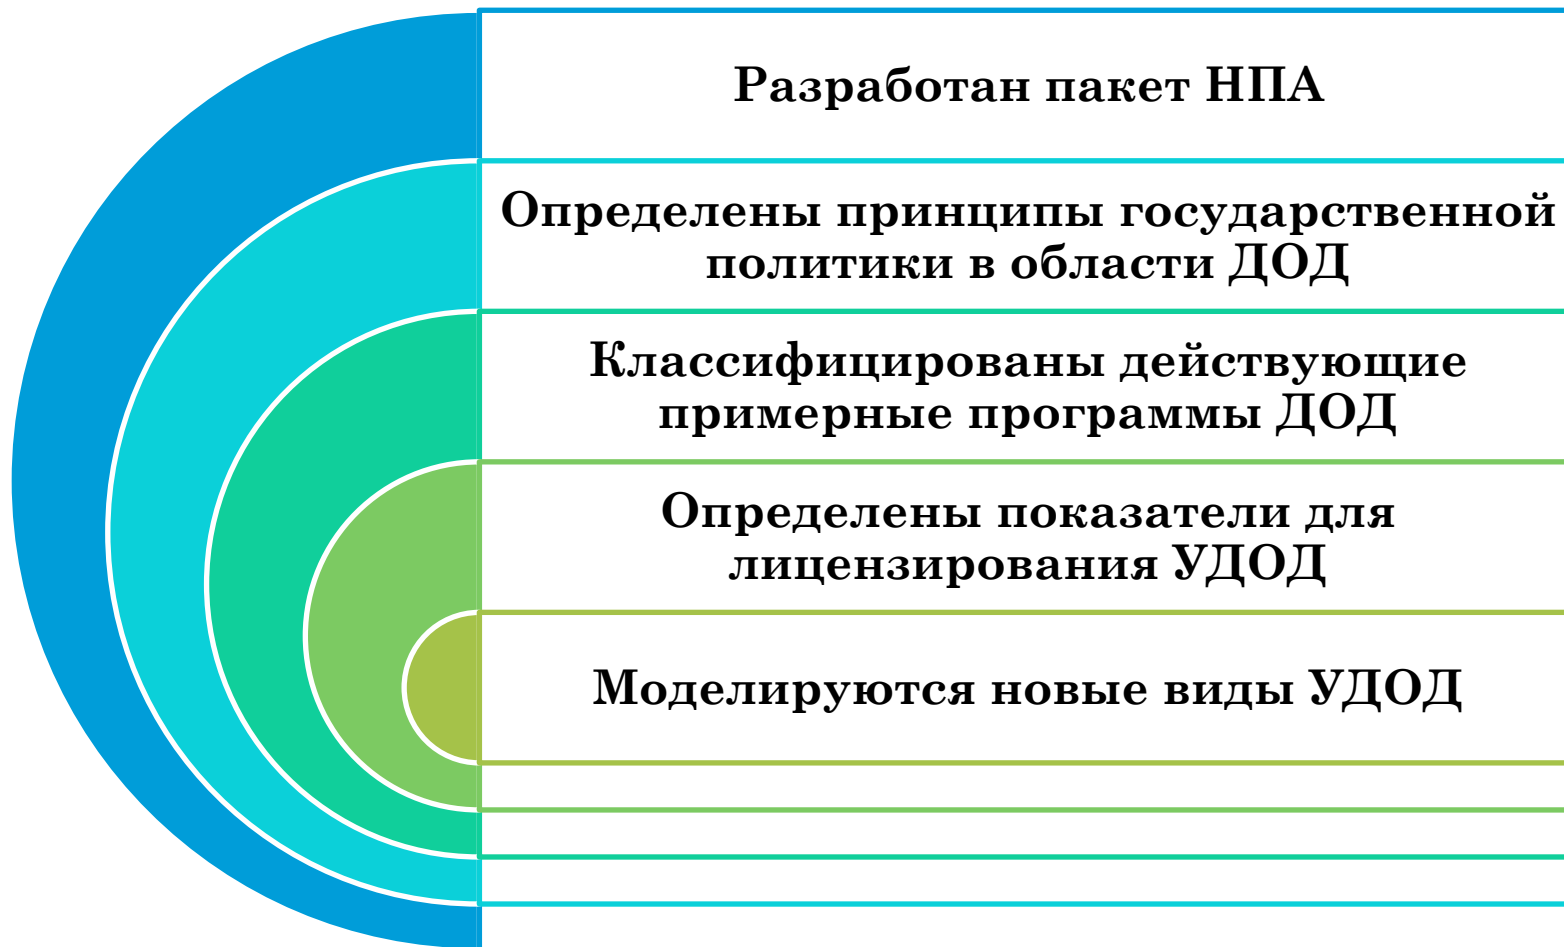 Разработан пакет НПА
Определены принципы государственной
политики в области ДОД
Классифицированы действующие
примерные программы ДОД
Определены показатели для
лицензирования УДОД
Моделируются новые виды УДОД